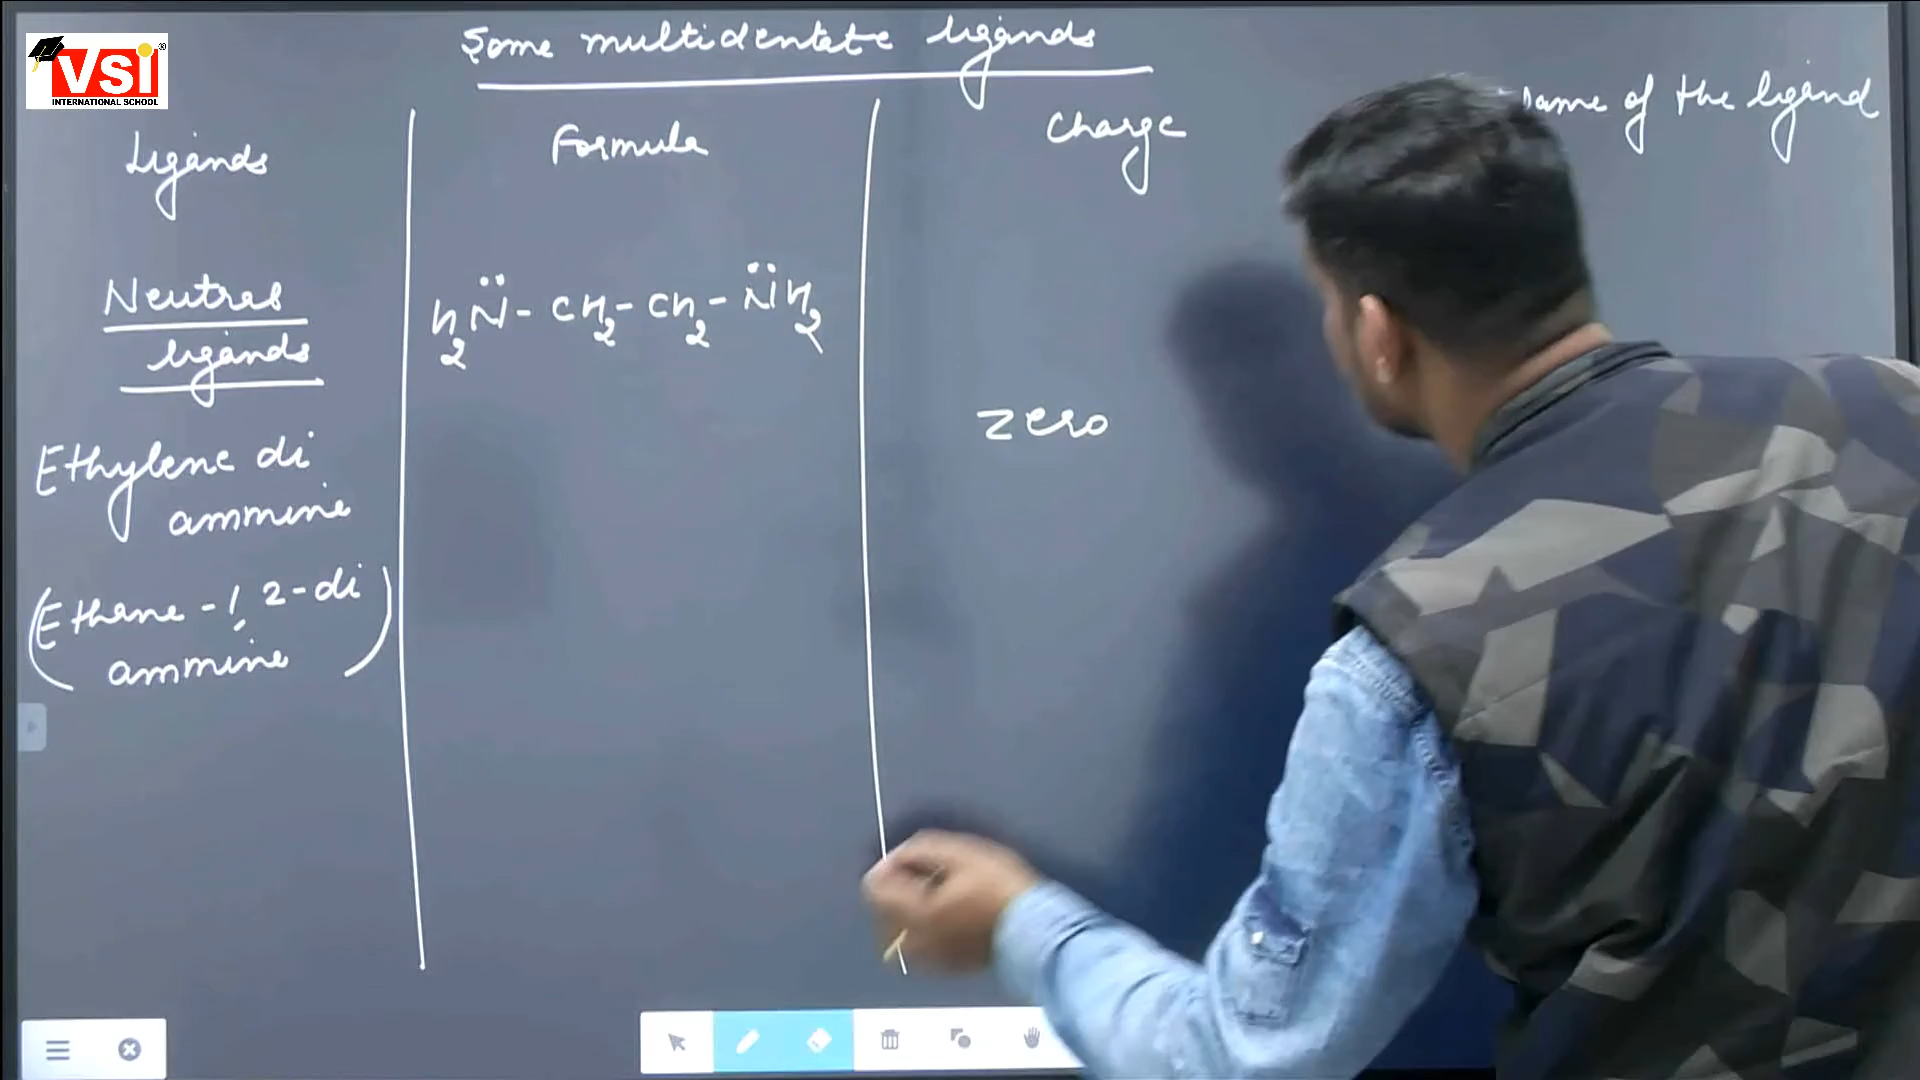 VSI
INTERNATIONAL SCHOOL
Some multidentate ligands
Ligands
Formula
Charge
Name of the ligand
Neutral
ligands
H₂N̈ - CH₂ - CH₂ - N̈H₂
zero
Ethylene di
ammine
(Ethane - 1, 2 - di
ammine)